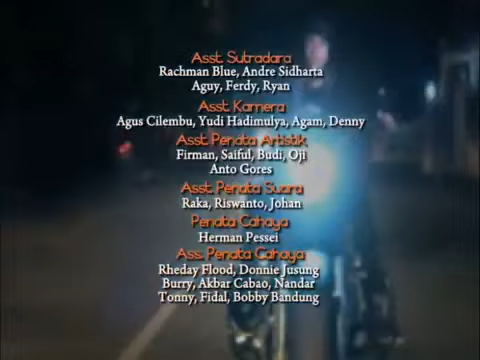 Asst Sutradara
Rachman Blue, Andre Sidharta
Aguy, Ferdy, Ryan
Asst Kamera
Agus Cilembu, Yudi Hadimulya, Agam, Denny
Asst Penata Artistik
Firman, Saiful, Budi, Oji
Anto Gores
Asst Penata Suara
Raka, Riswanto, Johan
Penata Cahaya
Herman Pessei
Ass. Penata Cahaya
Rheday Flood, Donnie Jusung
Burry, Akbar Cabao, Nandar
Tonny, Fidal, Bobby Bandung